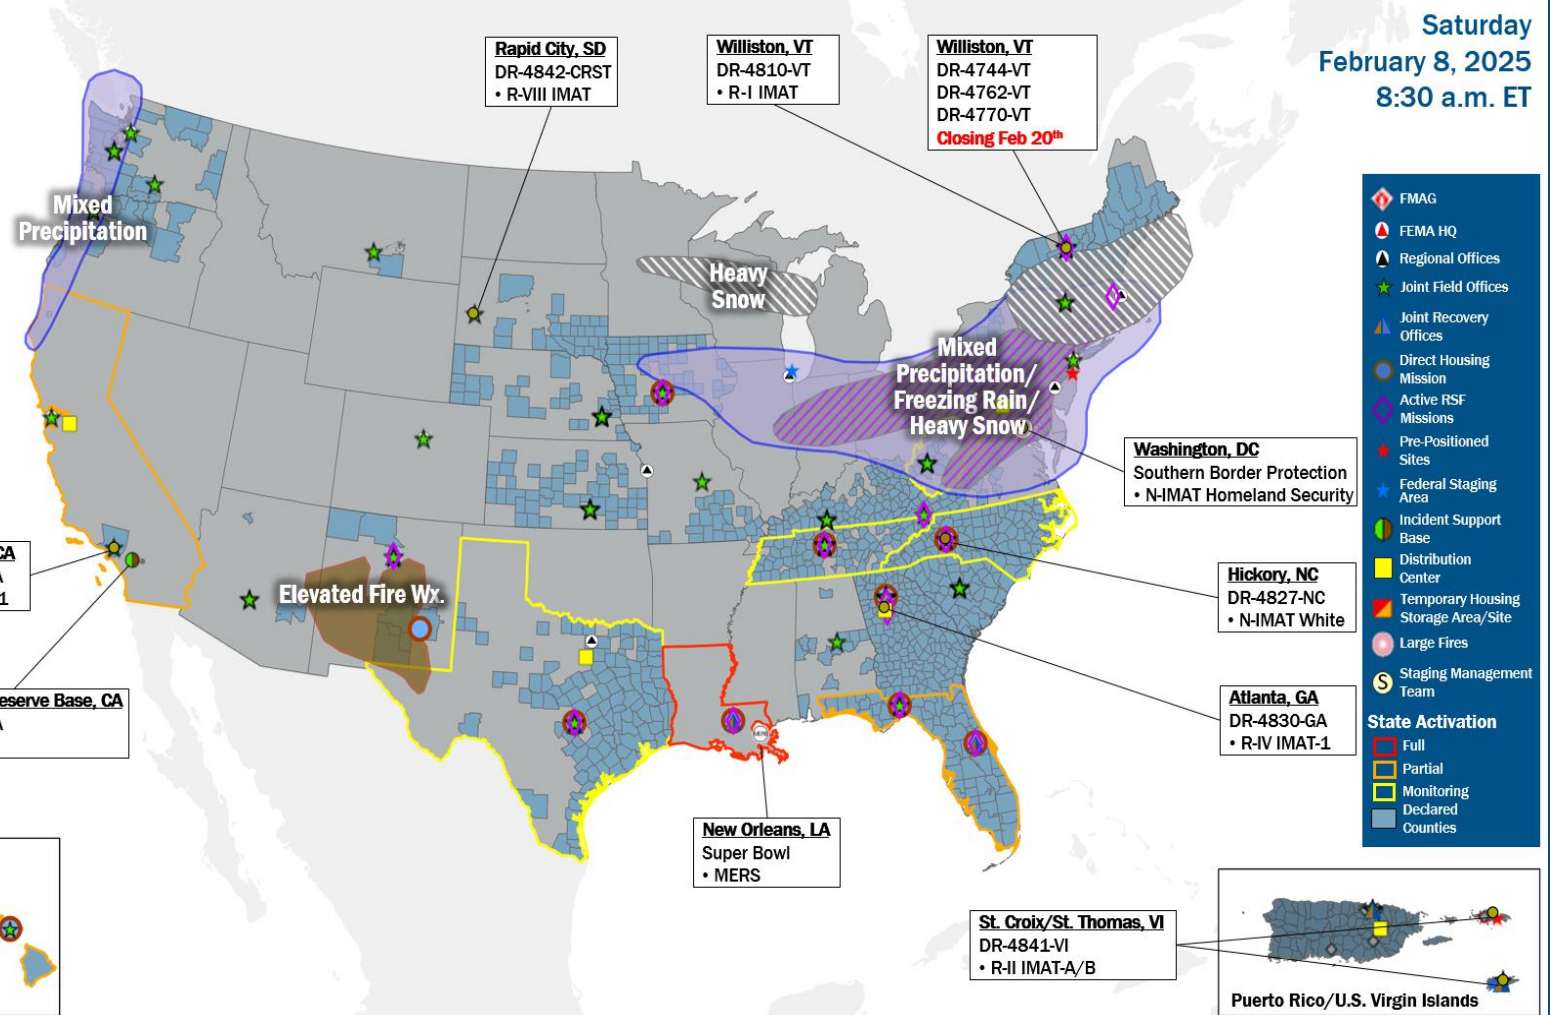 Saturday
February 8, 2025
8:30 a.m. ET
Rapid City, SD
DR-4842-CRST
• R-VIII IMAT
Williston, VT
DR-4810-VT
• R-I IMAT
Williston, VT
DR-4744-VT
DR-4762-VT
DR-4770-VT
Closing Feb 20th
Mixed
Precipitation
Heavy
Snow
Mixed
Precipitation/
Freezing Rain/
Heavy Snow
Elevated Fire Wx.
Washington, DC
Southern Border Protection
• N-IMAT Homeland Security
Hickory, NC
DR-4827-NC
• N-IMAT White
Atlanta, GA
DR-4830-GA
• R-IV IMAT-1
CA
A
1
eserve Base, CA
A
MERS
New Orleans, LA
Super Bowl
• MERS
St. Croix/St. Thomas, VI
DR-4841-VI
• R-II IMAT-A/B
Puerto Rico/U.S. Virgin Islands
FMAG
FEMA HQ
Regional Offices
Joint Field Offices
Joint Recovery
Offices
Direct Housing
Mission
Active RSF
Missions
Pre-Positioned
Sites
Federal Staging
Area
Incident Support
Base
Distribution
Center
Temporary Housing
Storage Area/Site
Large Fires
S
Staging Management
Team
State Activation
Full
Partial
Monitoring
Declared
Counties